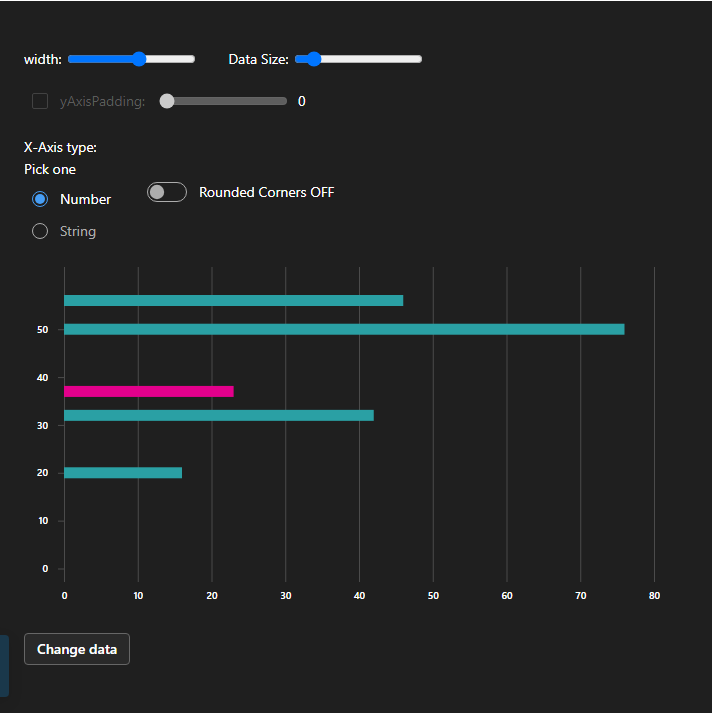 width: Data Size:
yAxisPadding: 0
X-Axis type:
Pick one
Number
Rounded Corners OFF
String
50
40
30
20
10
0
0 10 20 30 40 50 60 70 80
Change data